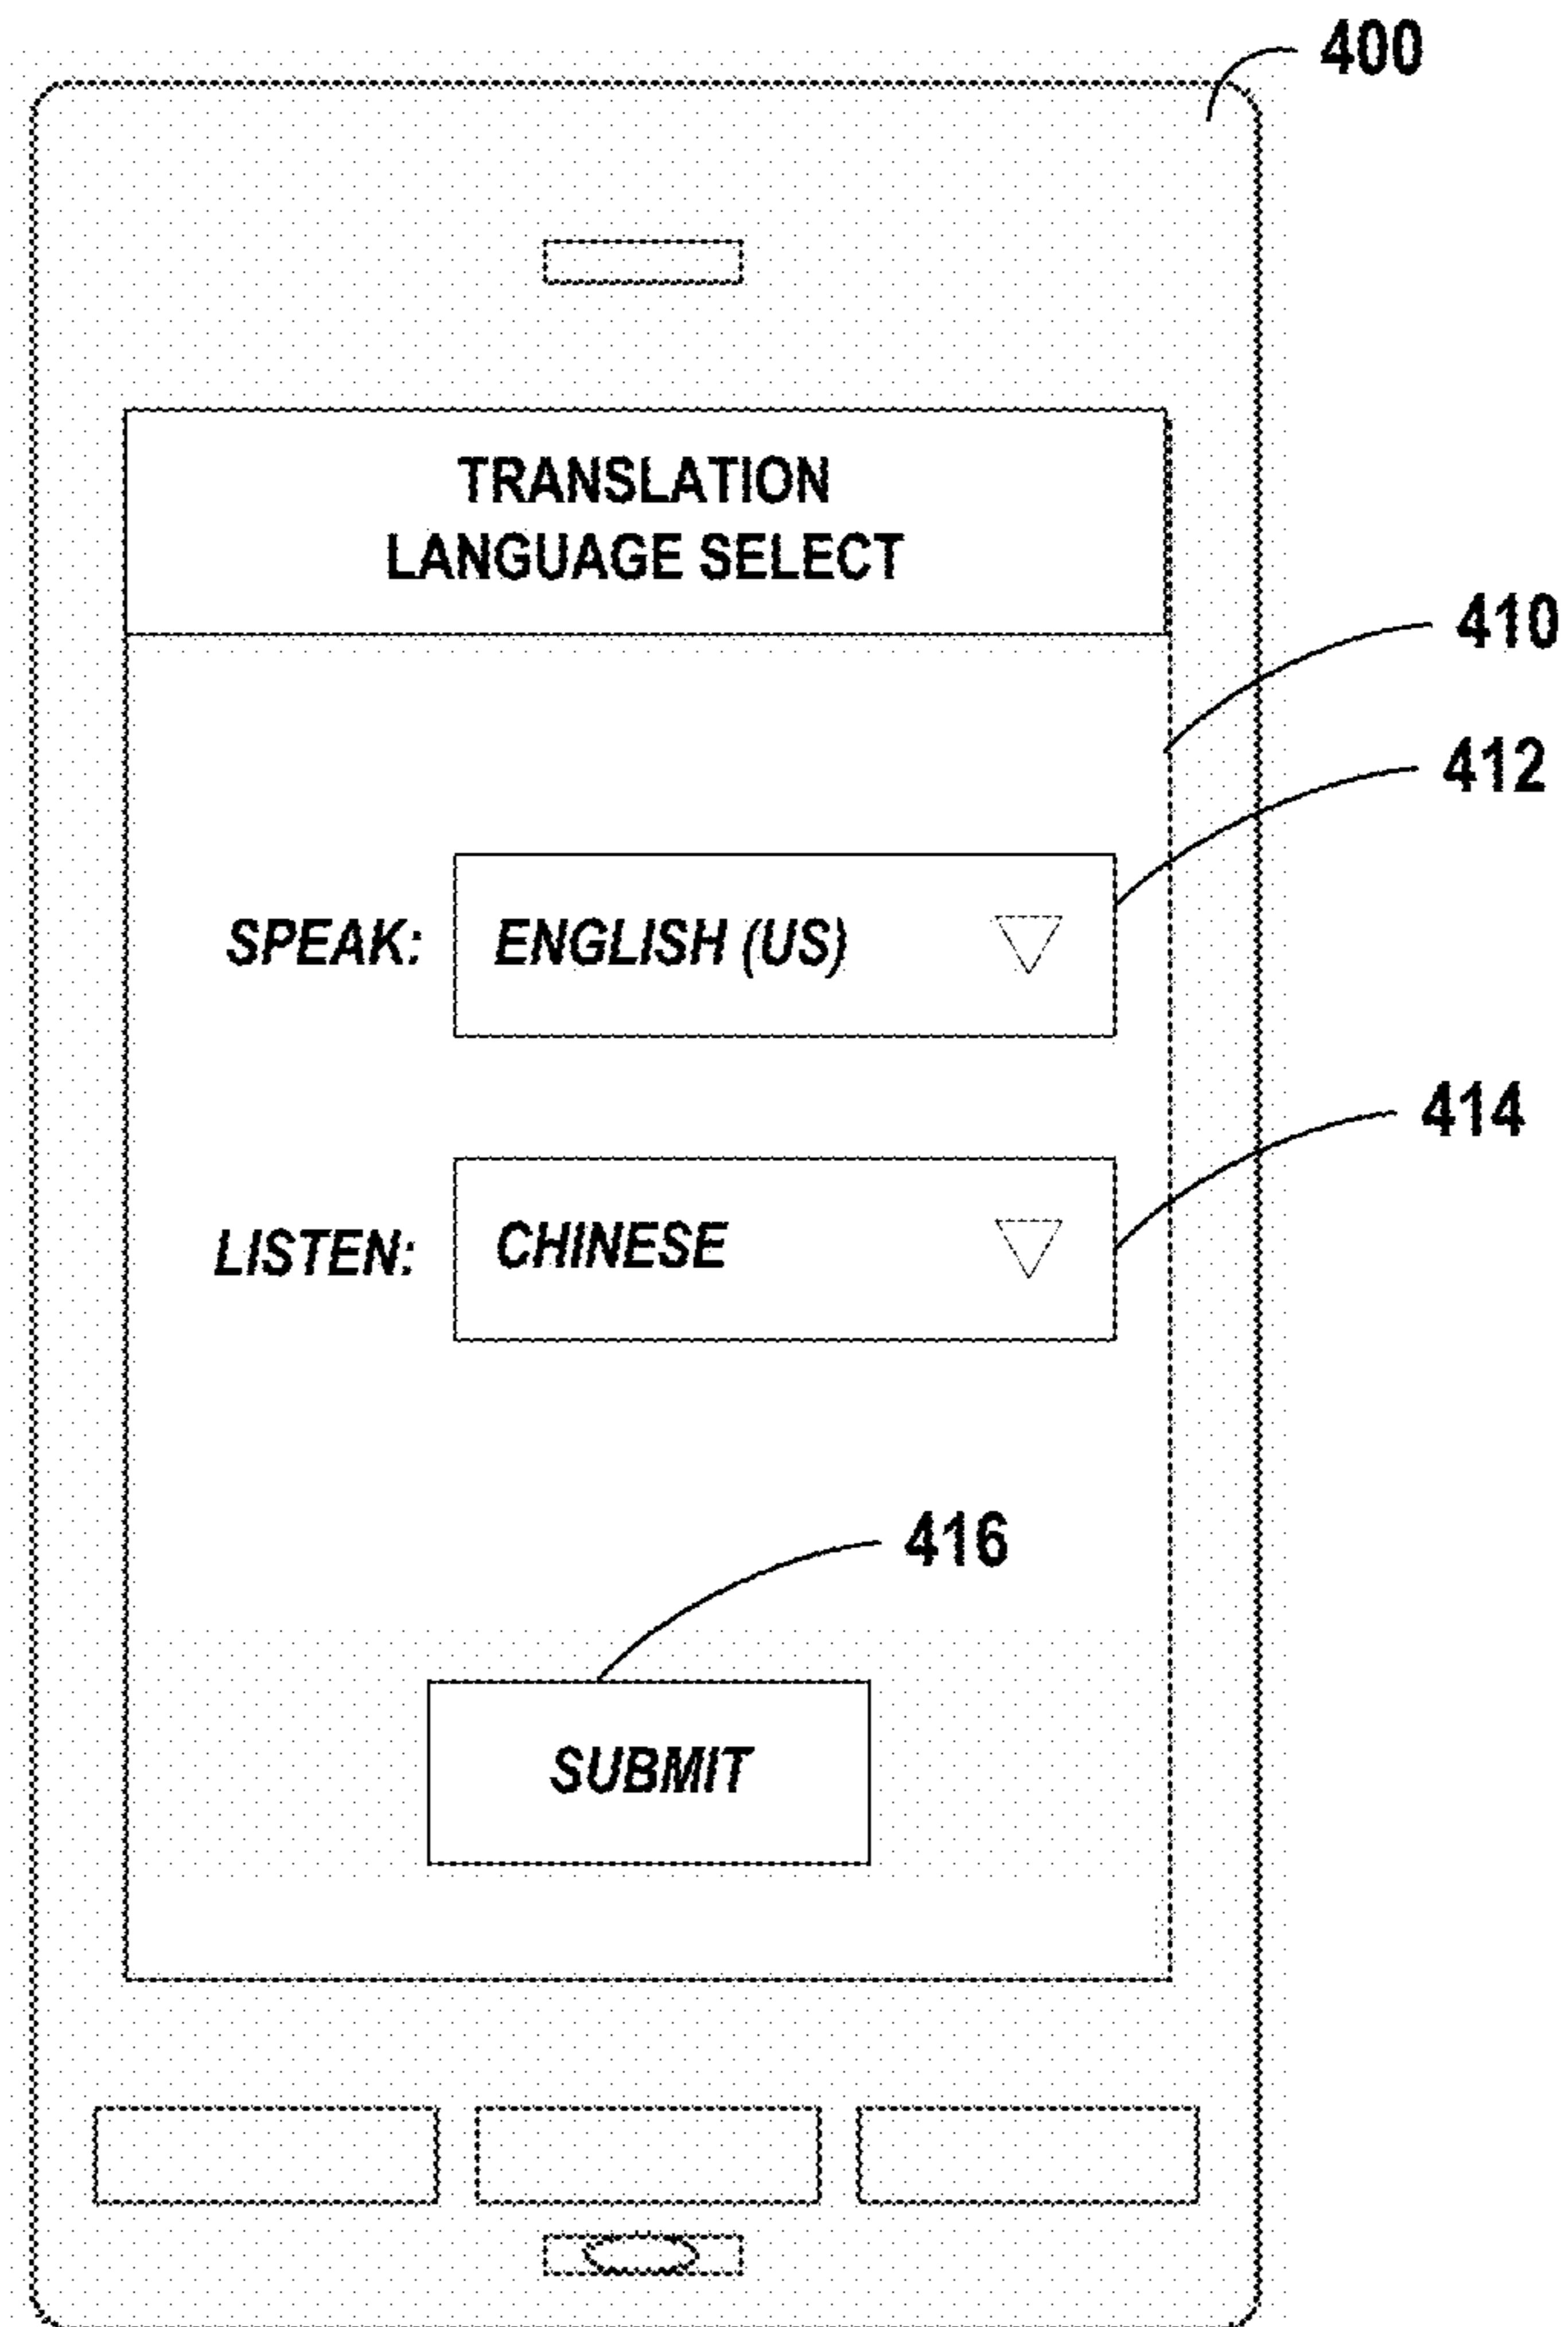 400
TRANSLATION
LANGUAGE SELECT
410
412
SPEAK: ENGLISH (US)
414
LISTEN: CHINESE
416
SUBMIT